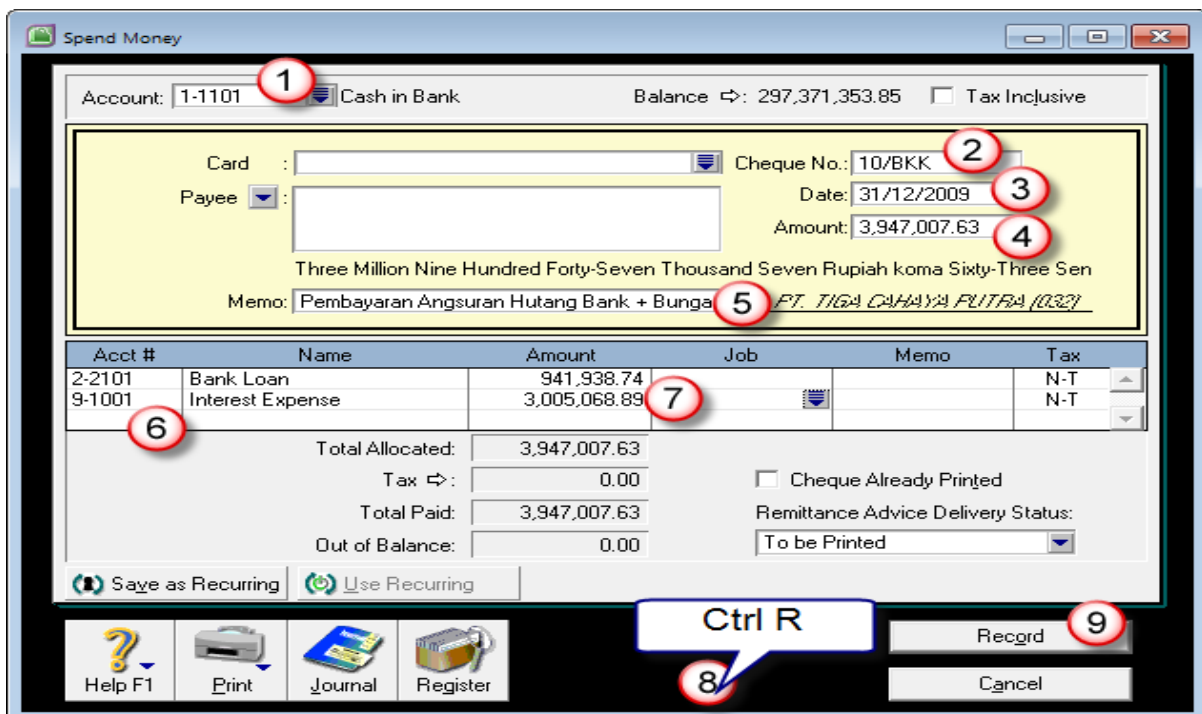 Spend Money
Account: 1-1101 1 Cash in Bank Balance ⇨: 297,371,353.85 Tax Inclusive
Card : Cheque No.: 10/BKK 2
Payee : Date: 31/12/2009 3
Amount: 3,947,007.63 4
Three Million Nine Hundred Forty-Seven Thousand Seven Rupiah koma Sixty-Three Sen
Memo: Pembayaran Angsuran Hutang Bank + Bunga 5 PT. TIGA CAHAYA PUTRA [032]
Acct # Name Amount Job Memo Tax
2-2101 Bank Loan 941,938.74 N-T
9-1001 Interest Expense 3,005,068.89 7 N-T
6
Total Allocated: 3,947,007.63
Tax ⇨: 0.00 Cheque Already Printed
Total Paid: 3,947,007.63 Remittance Advice Delivery Status:
Out of Balance: 0.00 To be Printed
Save as Recurring Use Recurring
Ctrl R
8
Record 9
Help F1 Print Journal Register Cancel